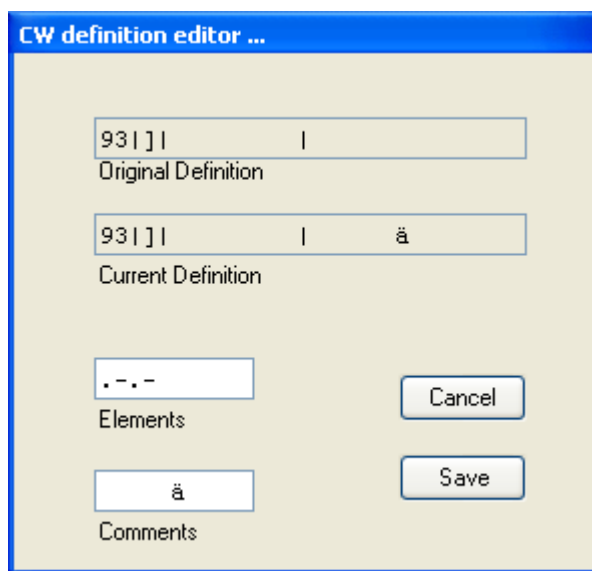 CW definition editor ...
93|]|           |
Original Definition
93|]|           |       ä
Current Definition
.-.-
Elements
Cancel
ä
Comments
Save